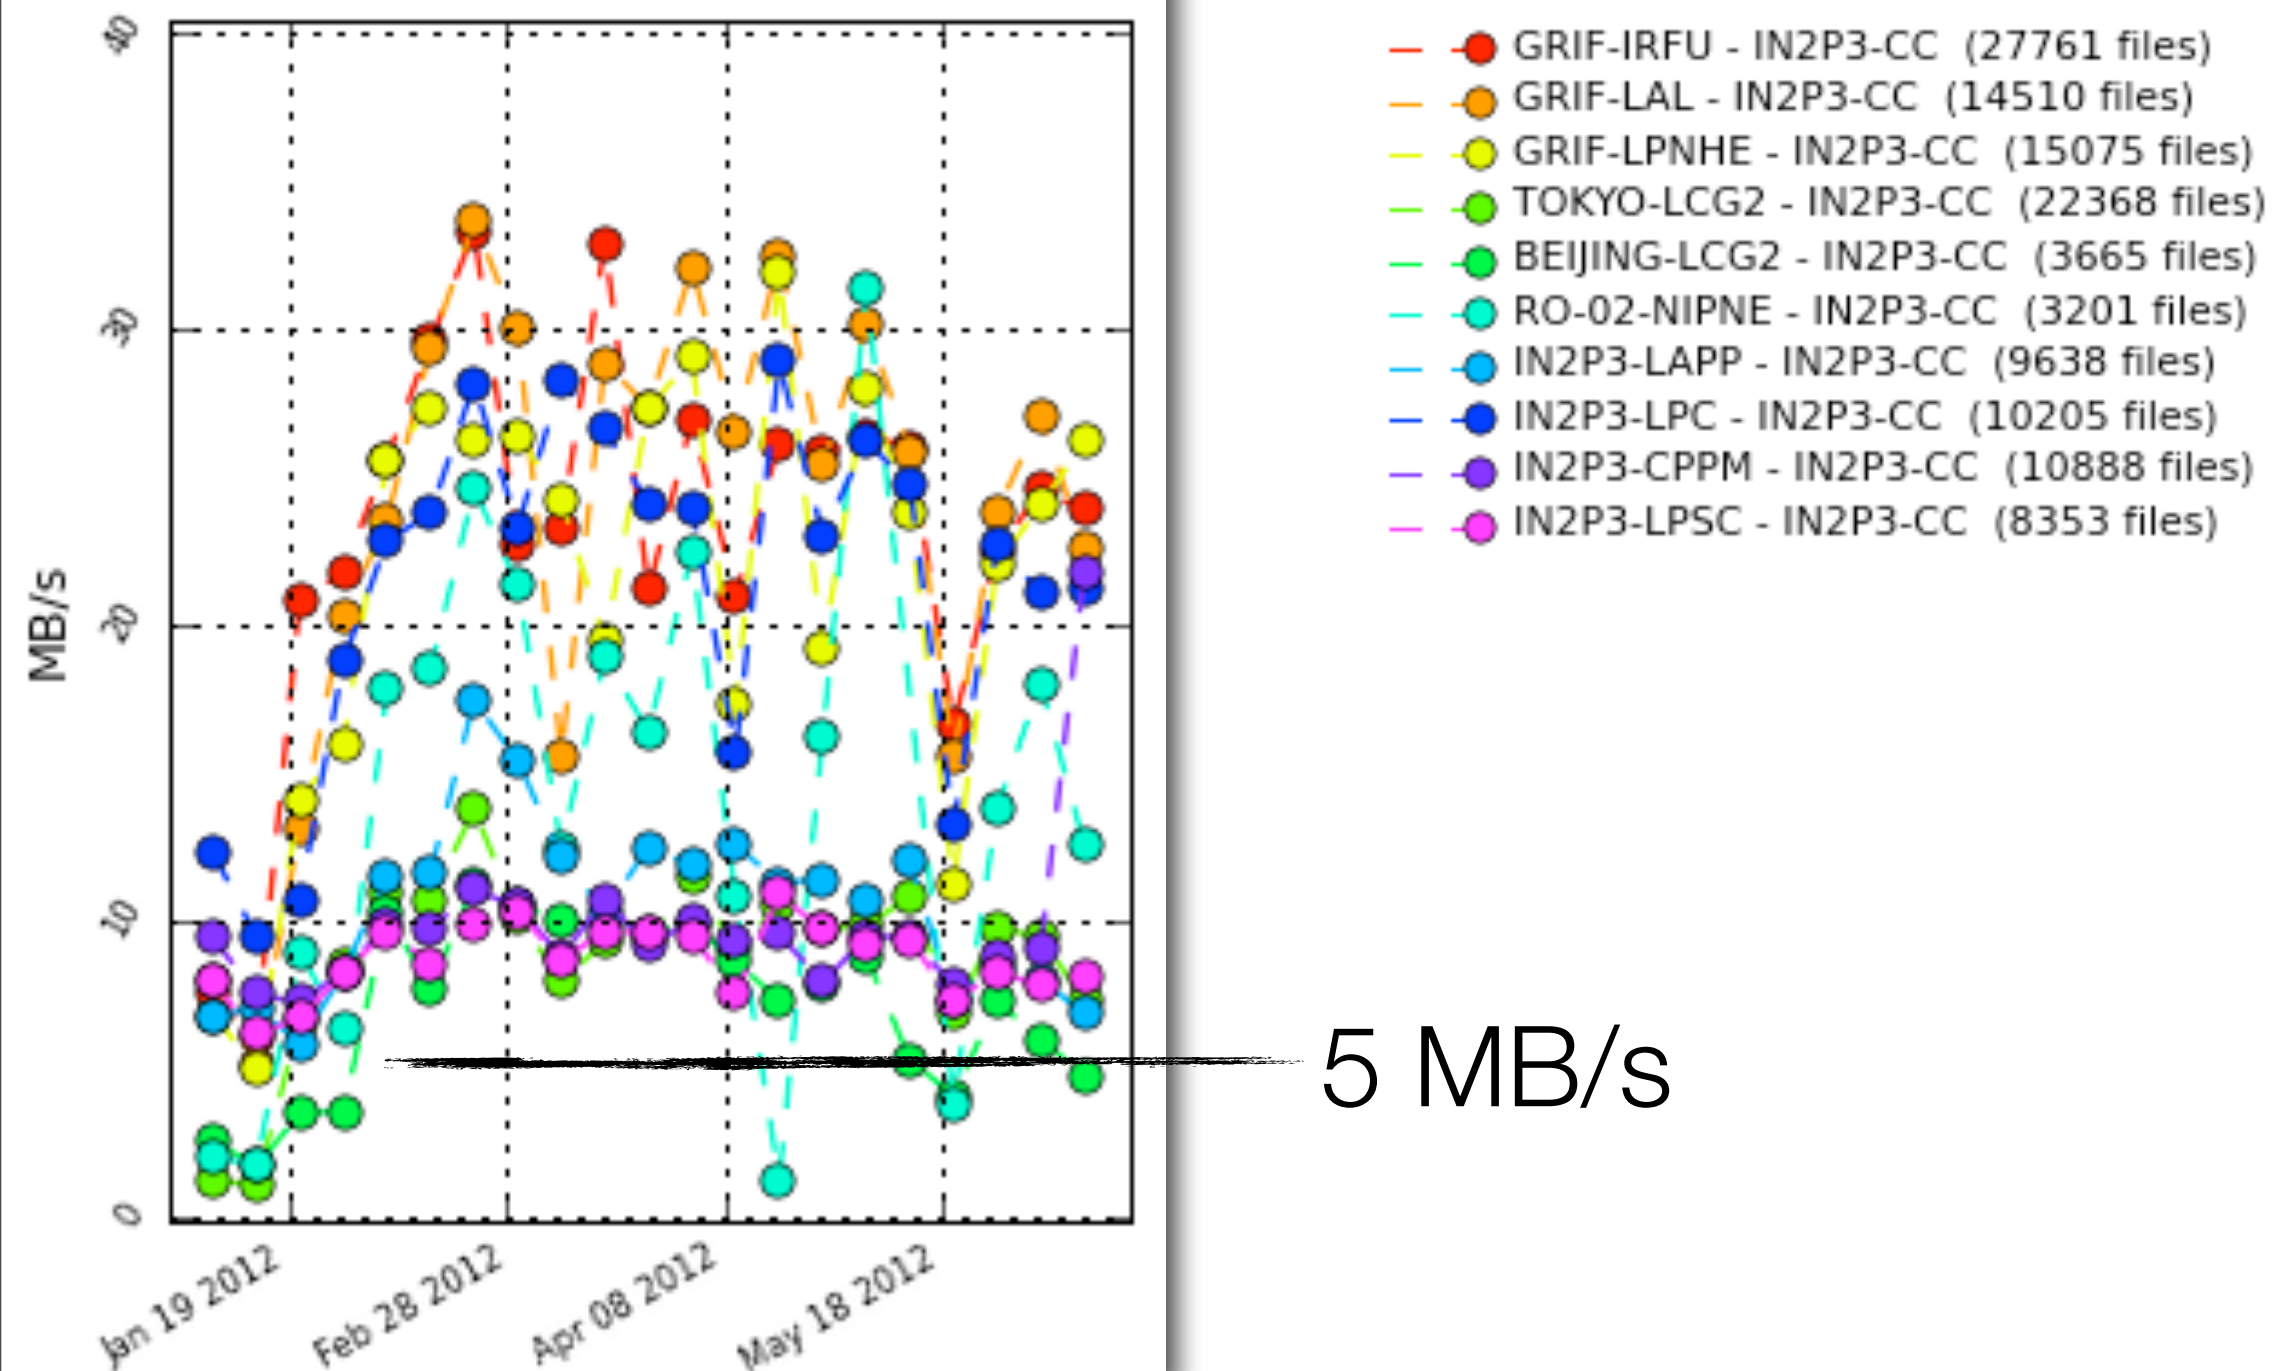 40
30
20
10
0
MB/s
Jan 19 2012
Feb 28 2012
Apr 08 2012
May 18 2012
GRIF-IRFU - IN2P3-CC (27761 files)
GRIF-LAL - IN2P3-CC (14510 files)
GRIF-LPNHE - IN2P3-CC (15075 files)
TOKYO-LCG2 - IN2P3-CC (22368 files)
BEIJING-LCG2 - IN2P3-CC (3665 files)
RO-02-NIPNE - IN2P3-CC (3201 files)
IN2P3-LAPP - IN2P3-CC (9638 files)
IN2P3-LPC - IN2P3-CC (10205 files)
IN2P3-CPPM - IN2P3-CC (10888 files)
IN2P3-LPSC - IN2P3-CC (8353 files)
5 MB/s